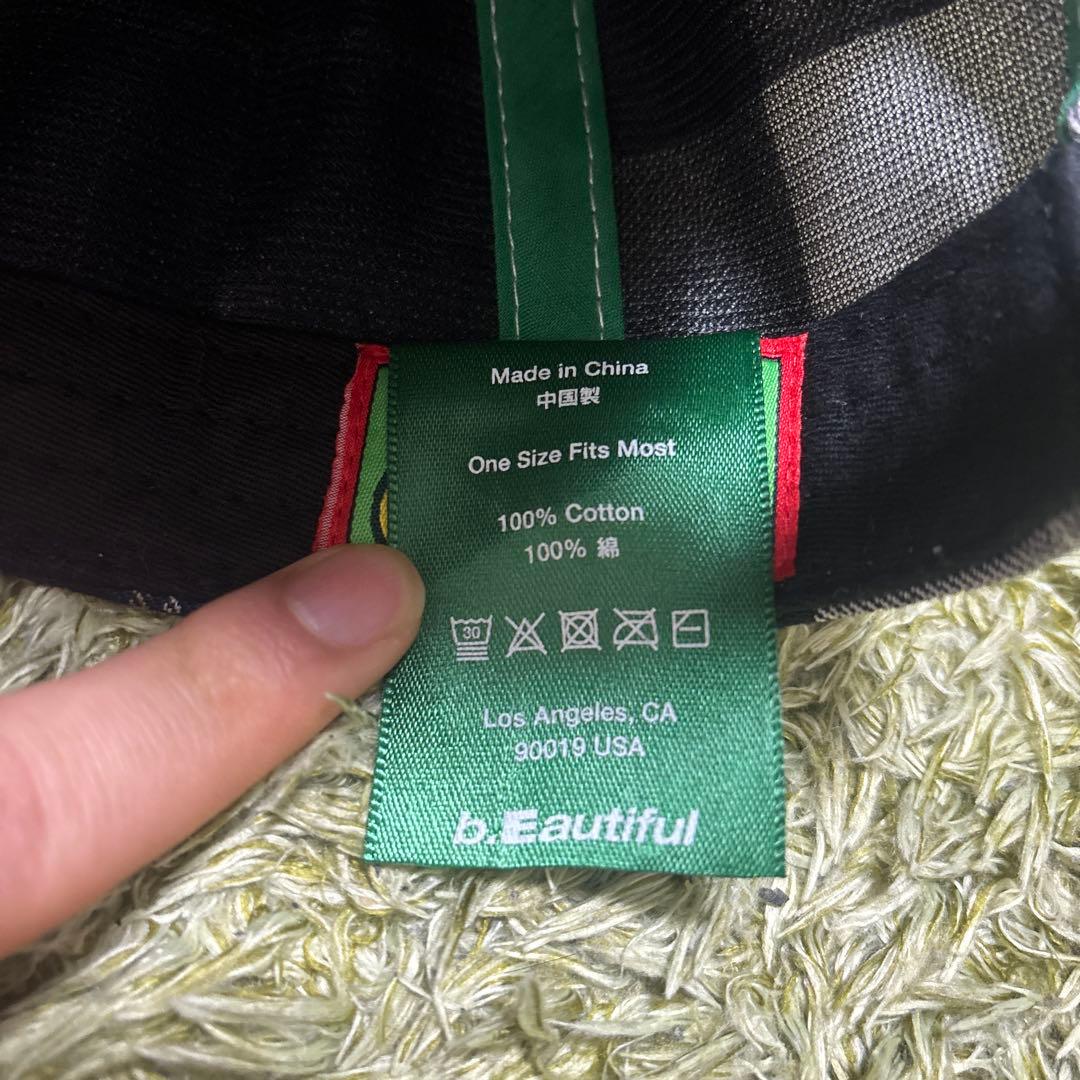 Made in China
中国製
One Size Fits Most
100% Cotton
100% 綿
30
Los Angeles, CA
90019 USA
b.Eautiful